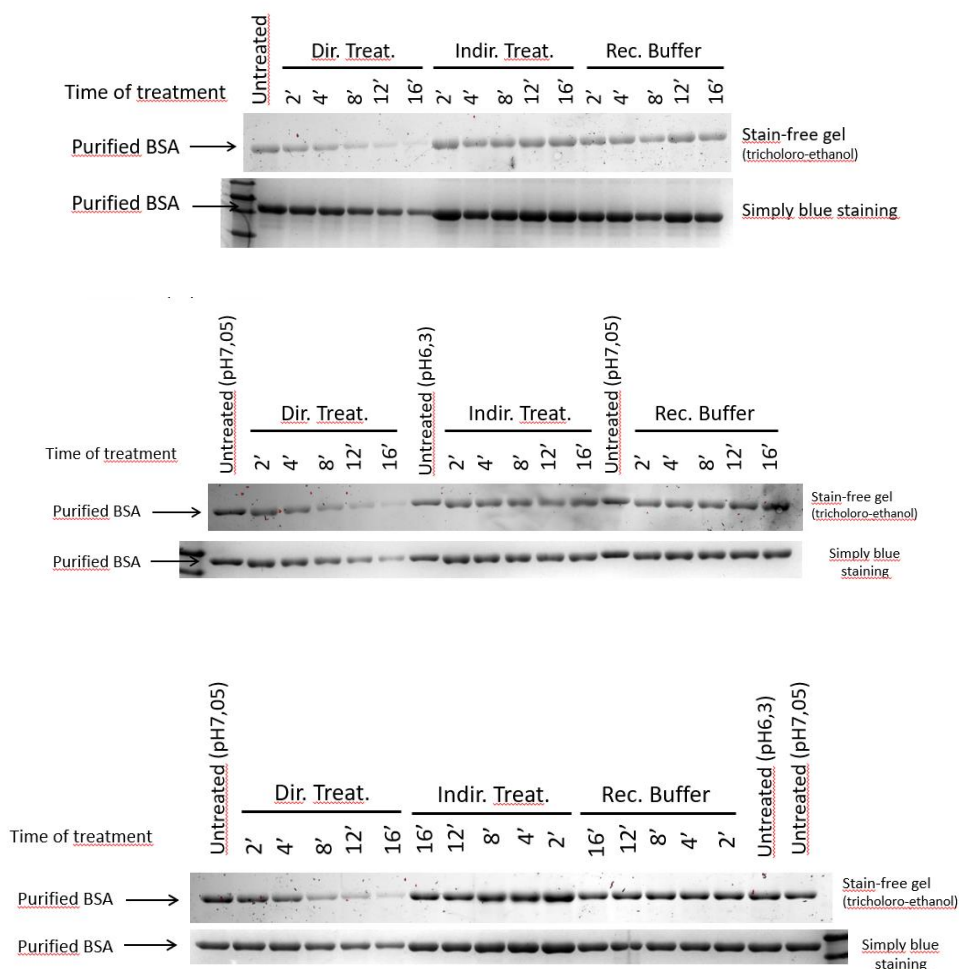 Untreated
Dir. Treat.
Indir. Treat.
Rec. Buffer
Time of treatment
2' 4' 8' 12' 16' 2' 4' 8' 12' 16' 2' 4' 8' 12' 16'
Purified BSA
Stain-free gel
(tricholoro-ethanol)
Purified BSA
Simply blue staining
Untreated (pH7,05)
Dir. Treat.
Untreated (pH6,3)
Indir. Treat.
Untreated (pH7,05)
Rec. Buffer
Time of treatment
2' 4' 8' 12' 16' 2' 4' 8' 12' 16' 2' 4' 8' 12' 16'
Purified BSA
Stain-free gel
(tricholoro-ethanol)
Purified BSA
Simply blue
staining
Untreated (pH7,05)
Dir. Treat.
Indir. Treat.
Rec. Buffer
Untreated (pH6,3)
Untreated (pH7,05)
Time of treatment
2' 4' 8' 12' 16' 16' 12' 8' 4' 2' 16' 12' 8' 4' 2'
Purified BSA
Stain-free gel
(tricholoro-ethanol)
Purified BSA
Simply blue
staining